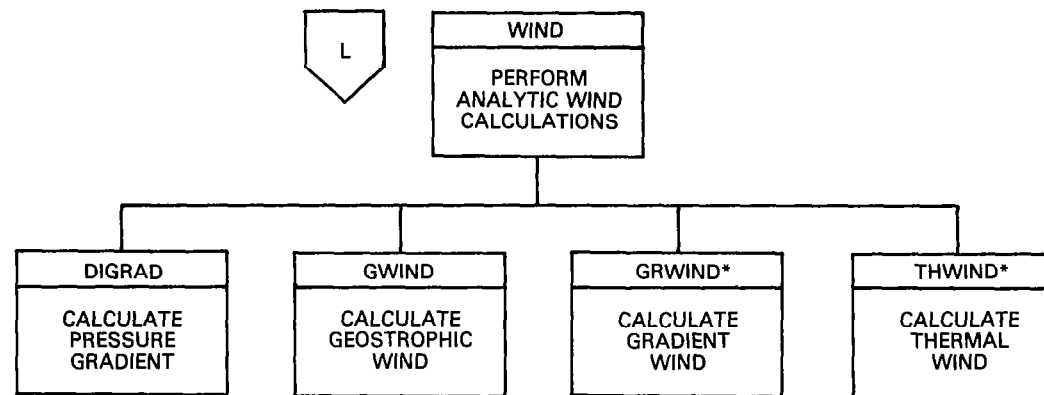 L
WIND
PERFORM
ANALYTIC WIND
CALCULATIONS
DIGRAD
CALCULATE
PRESSURE
GRADIENT
GWIND
CALCULATE
GEOSTROPHIC
WIND
GRWIND*
CALCULATE
GRADIENT
WIND
THWIND*
CALCULATE
THERMAL
WIND